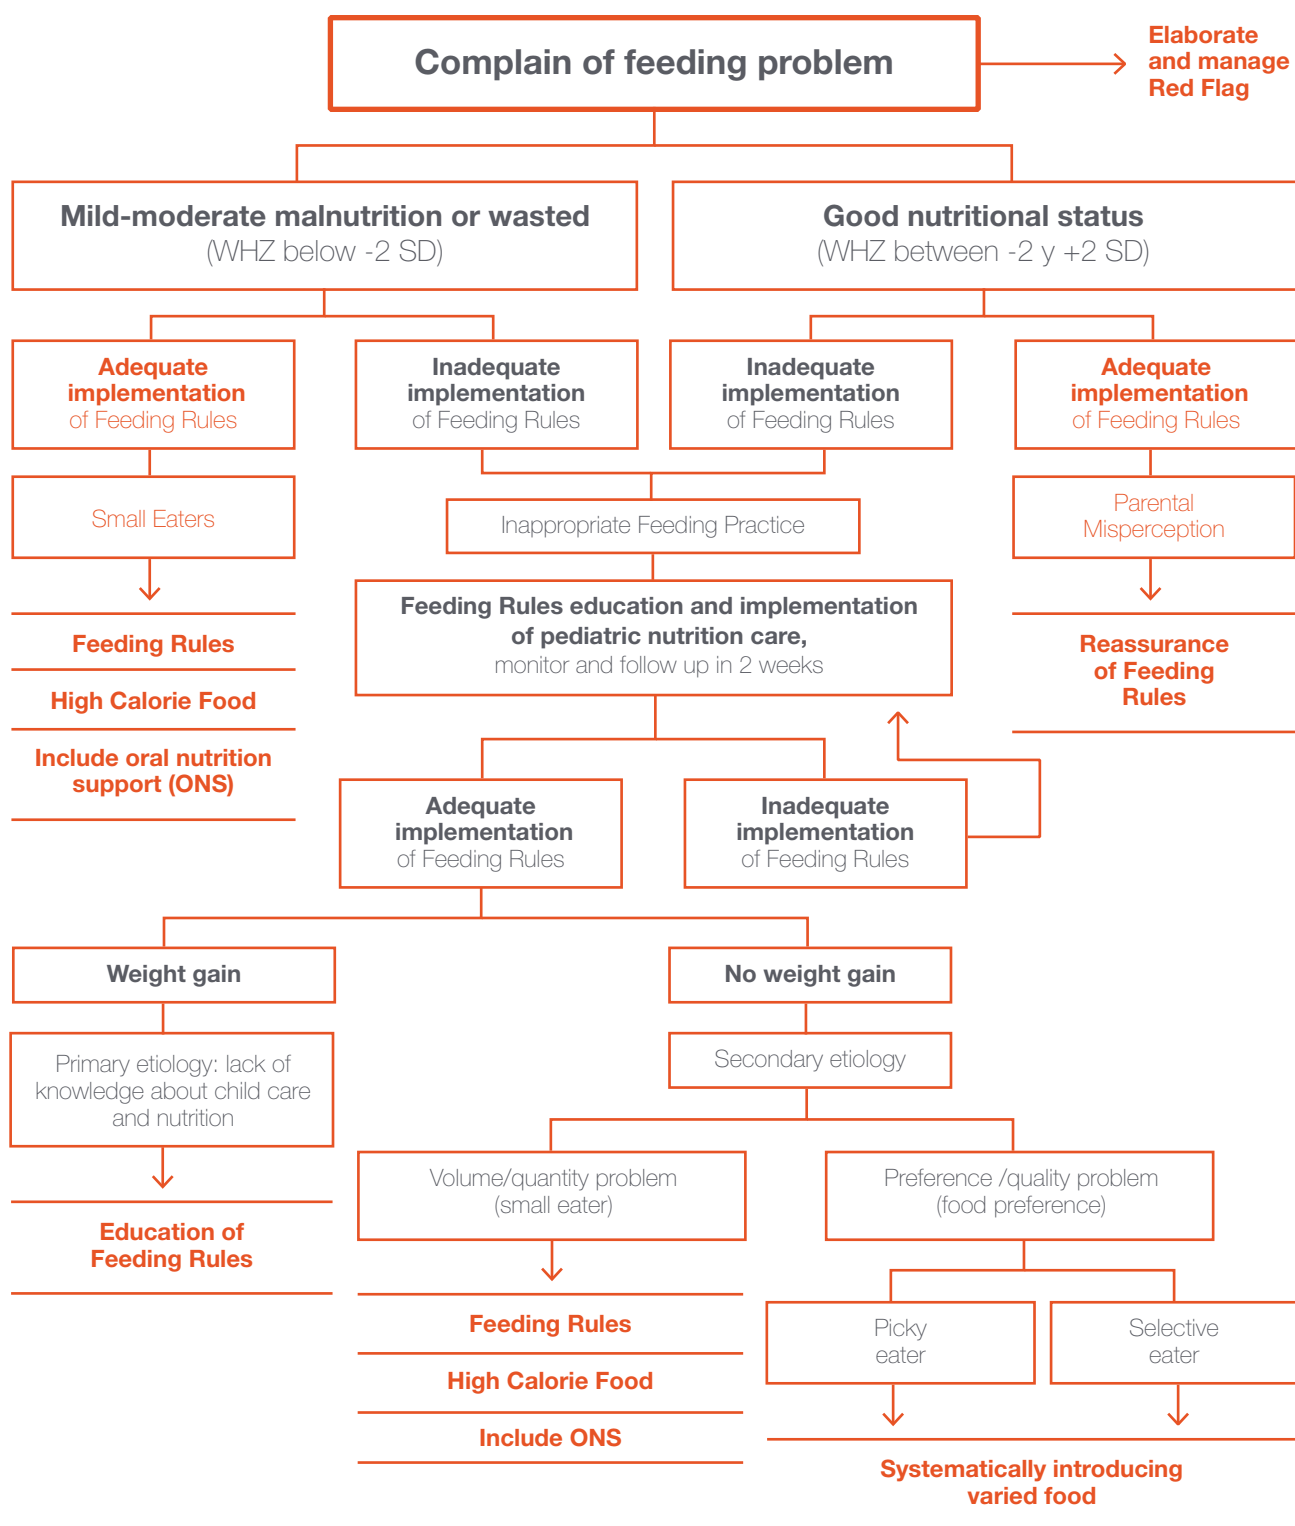 Complain of feeding problem
Elaborate
and manage
Red Flag
Mild-moderate malnutrition or wasted
(WHZ below -2 SD)
Good nutritional status
(WHZ between -2 y +2 SD)
Adequate
implementation
of Feeding Rules
Inadequate
implementation
of Feeding Rules
Inadequate
implementation
of Feeding Rules
Adequate
implementation
of Feeding Rules
Small Eaters
Inappropriate Feeding Practice
Parental
Misperception
Feeding Rules
High Calorie Food
Include oral nutrition
support (ONS)
Feeding Rules education and implementation
of pediatric nutrition care,
monitor and follow up in 2 weeks
Reassurance
of Feeding
Rules
Adequate
implementation
of Feeding Rules
Inadequate
implementation
of Feeding Rules
Weight gain
No weight gain
Primary etiology: lack of
knowledge about child care
and nutrition
Secondary etiology
Education of
Feeding Rules
Volume/quantity problem
(small eater)
Preference /quality problem
(food preference)
Feeding Rules
High Calorie Food
Include ONS
Picky
eater
Selective
eater
Systematically introducing
varied food